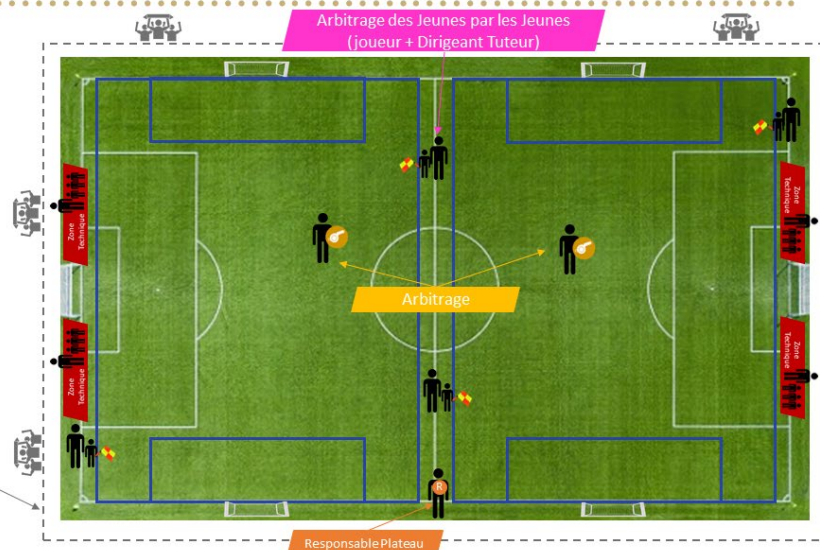 Arbitrage des Jeunes par les Jeunes
(joueur + Dirigeant Tuteur)
Zone
Technique
Zone
Technique
Arbitrage
Zone
Technique
Zone
Technique
R
Responsable Plateau